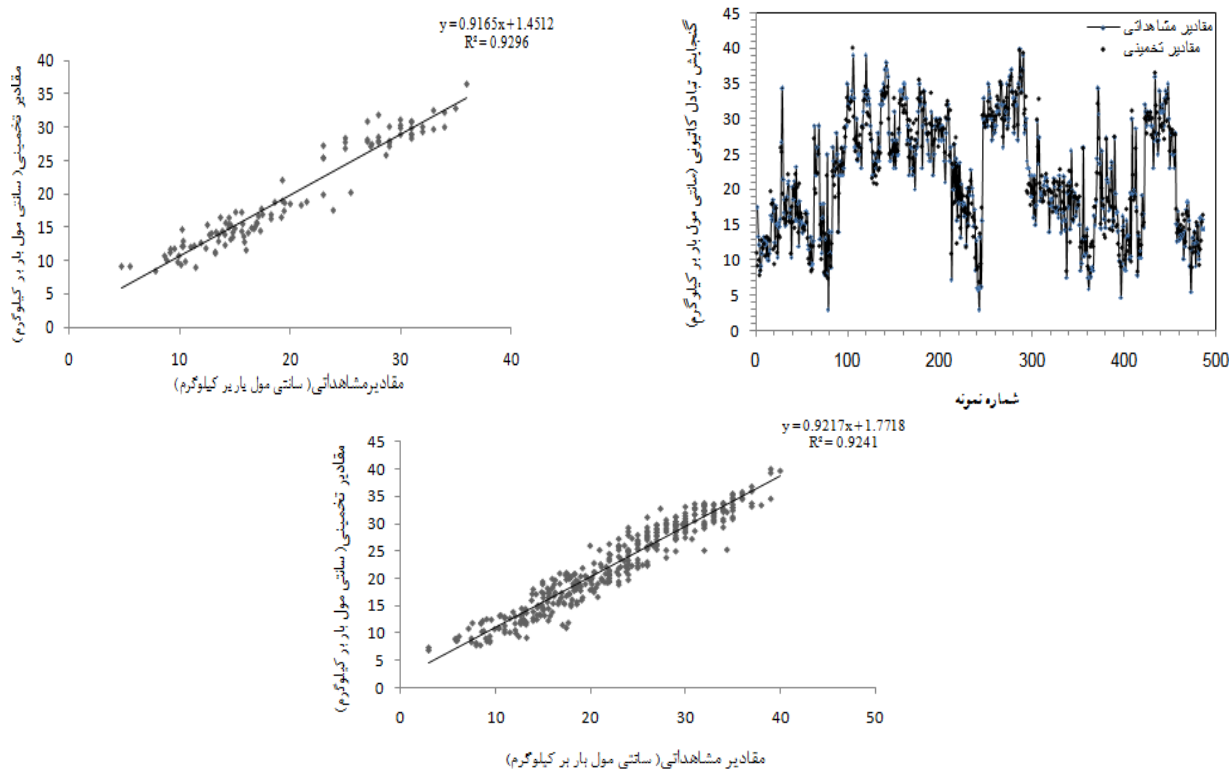 y = 0.9165x + 1.4512
R² = 0.9296
مقادیر تخمینی( سانتی مول بار بر کیلوگرم)
40
35
30
25
20
15
10
5
0
0 10 20 30 40
مقادیرمشاهداتی( سانتی مول بار بر کیلوگرم)
گنجایش تبادل کاتیونی (سانتی مول بار بر کیلوگرم)
مقادیر مشاهداتی
مقادیر تخمینی
45
40
35
30
25
20
15
10
5
0
0 100 200 300 400 500
شماره نمونه
y = 0.9217x + 1.7718
R² = 0.9241
مقادیر تخمینی( سانتی مول بار بر کیلوگرم)
45
40
35
30
25
20
15
10
5
0
0 10 20 30 40 50
مقادیر مشاهداتی( سانتی مول بار بر کیلوگرم)